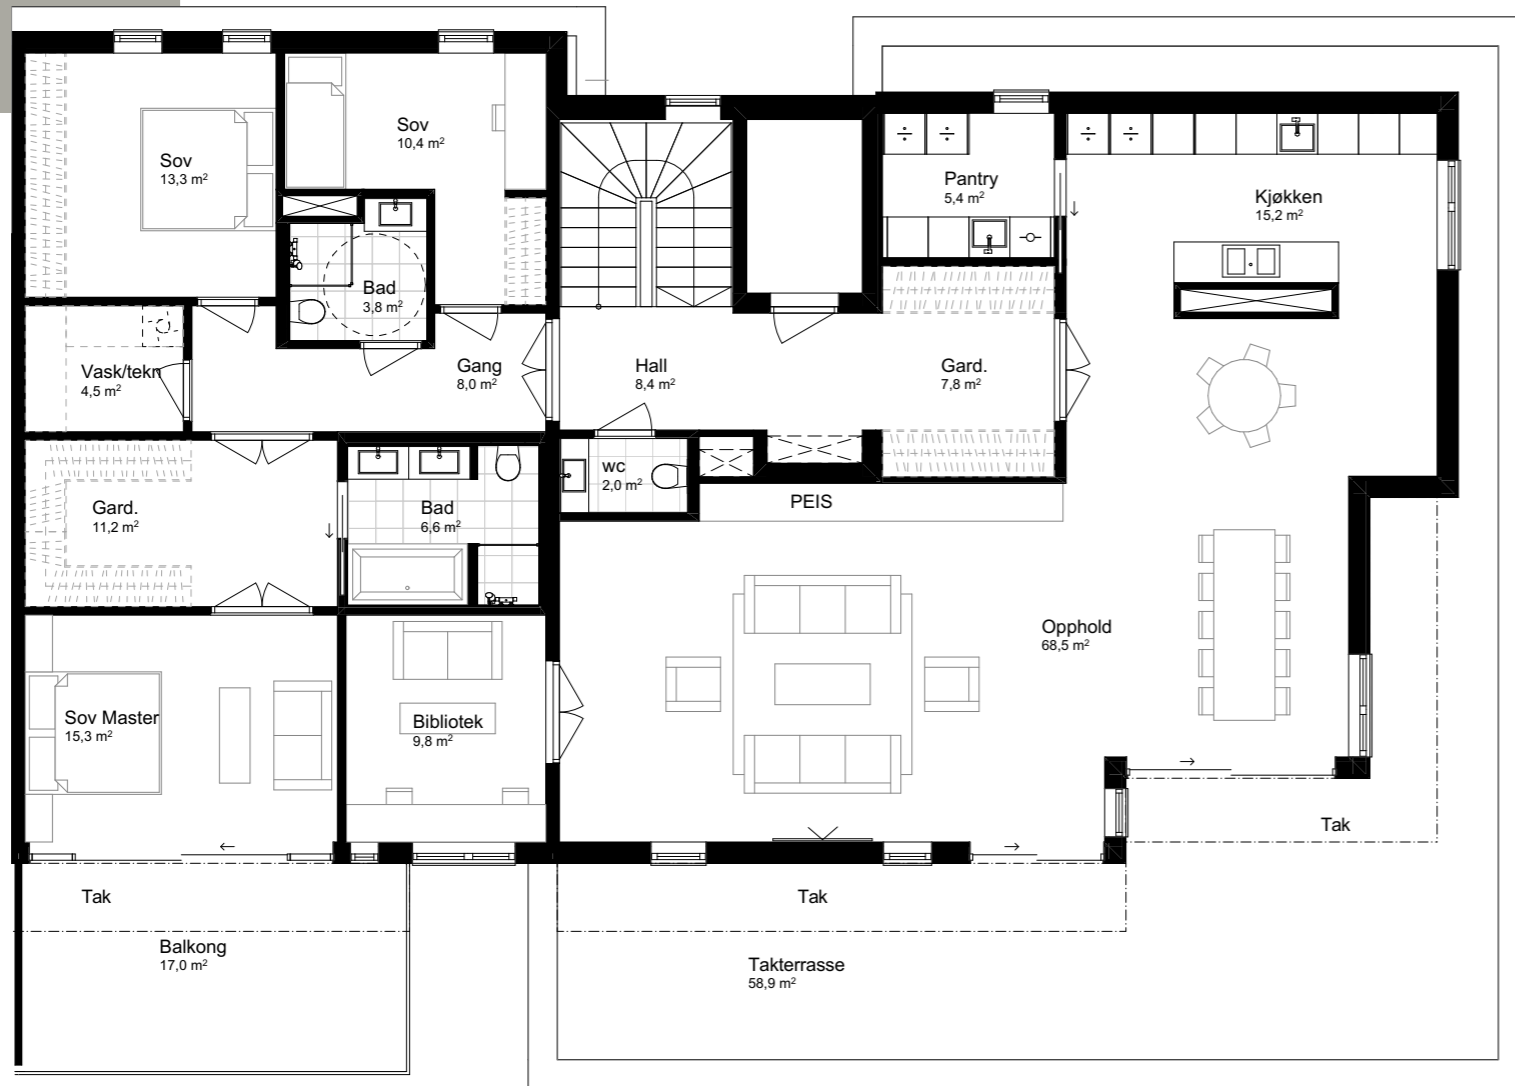 Sov
10,4 m²
Sov
13,3 m²
Pantry
5,4 m²
Kjøkken
15,2 m²
Bad
3,8 m²
Vask/tekn
4,5 m²
Gang
8,0 m²
Hall
8,4 m²
Gard.
7,8 m²
WC
2,0 m²
PEIS
Gard.
11,2 m²
Bad
6,6 m²
Opphold
68,5 m²
Sov Master
15,3 m²
Bibliotek
9,8 m²
Tak
Tak
Tak
Balkong
17,0 m²
Takterrasse
58,9 m²